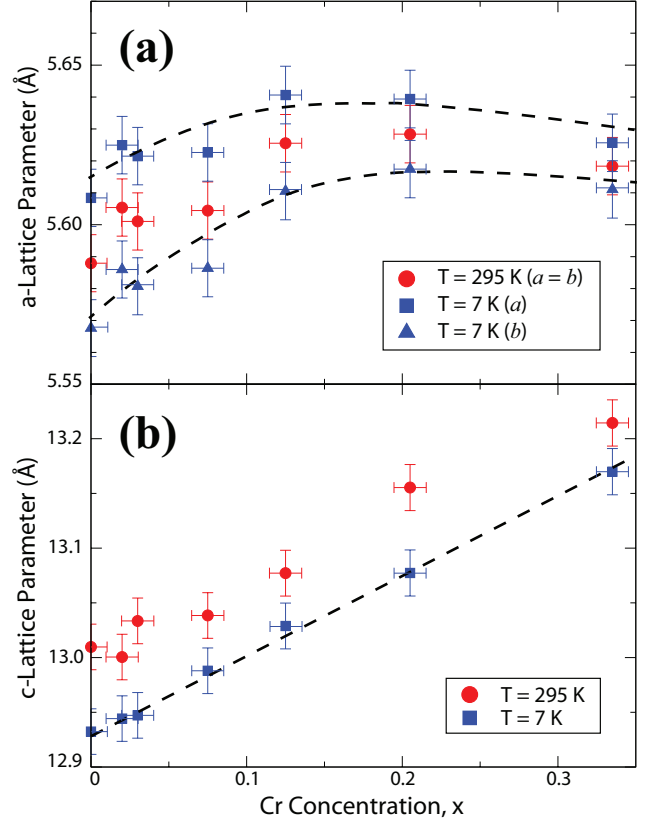 (a)
a-Lattice Parameter (Å)
5.65
5.60
5.55
T = 295 K (a = b)
T = 7 K (a)
T = 7 K (b)
(b)
c-Lattice Parameter (Å)
13.2
13.1
13.0
12.9
T = 295 K
T = 7 K
0 0.1 0.2 0.3
Cr Concentration, x